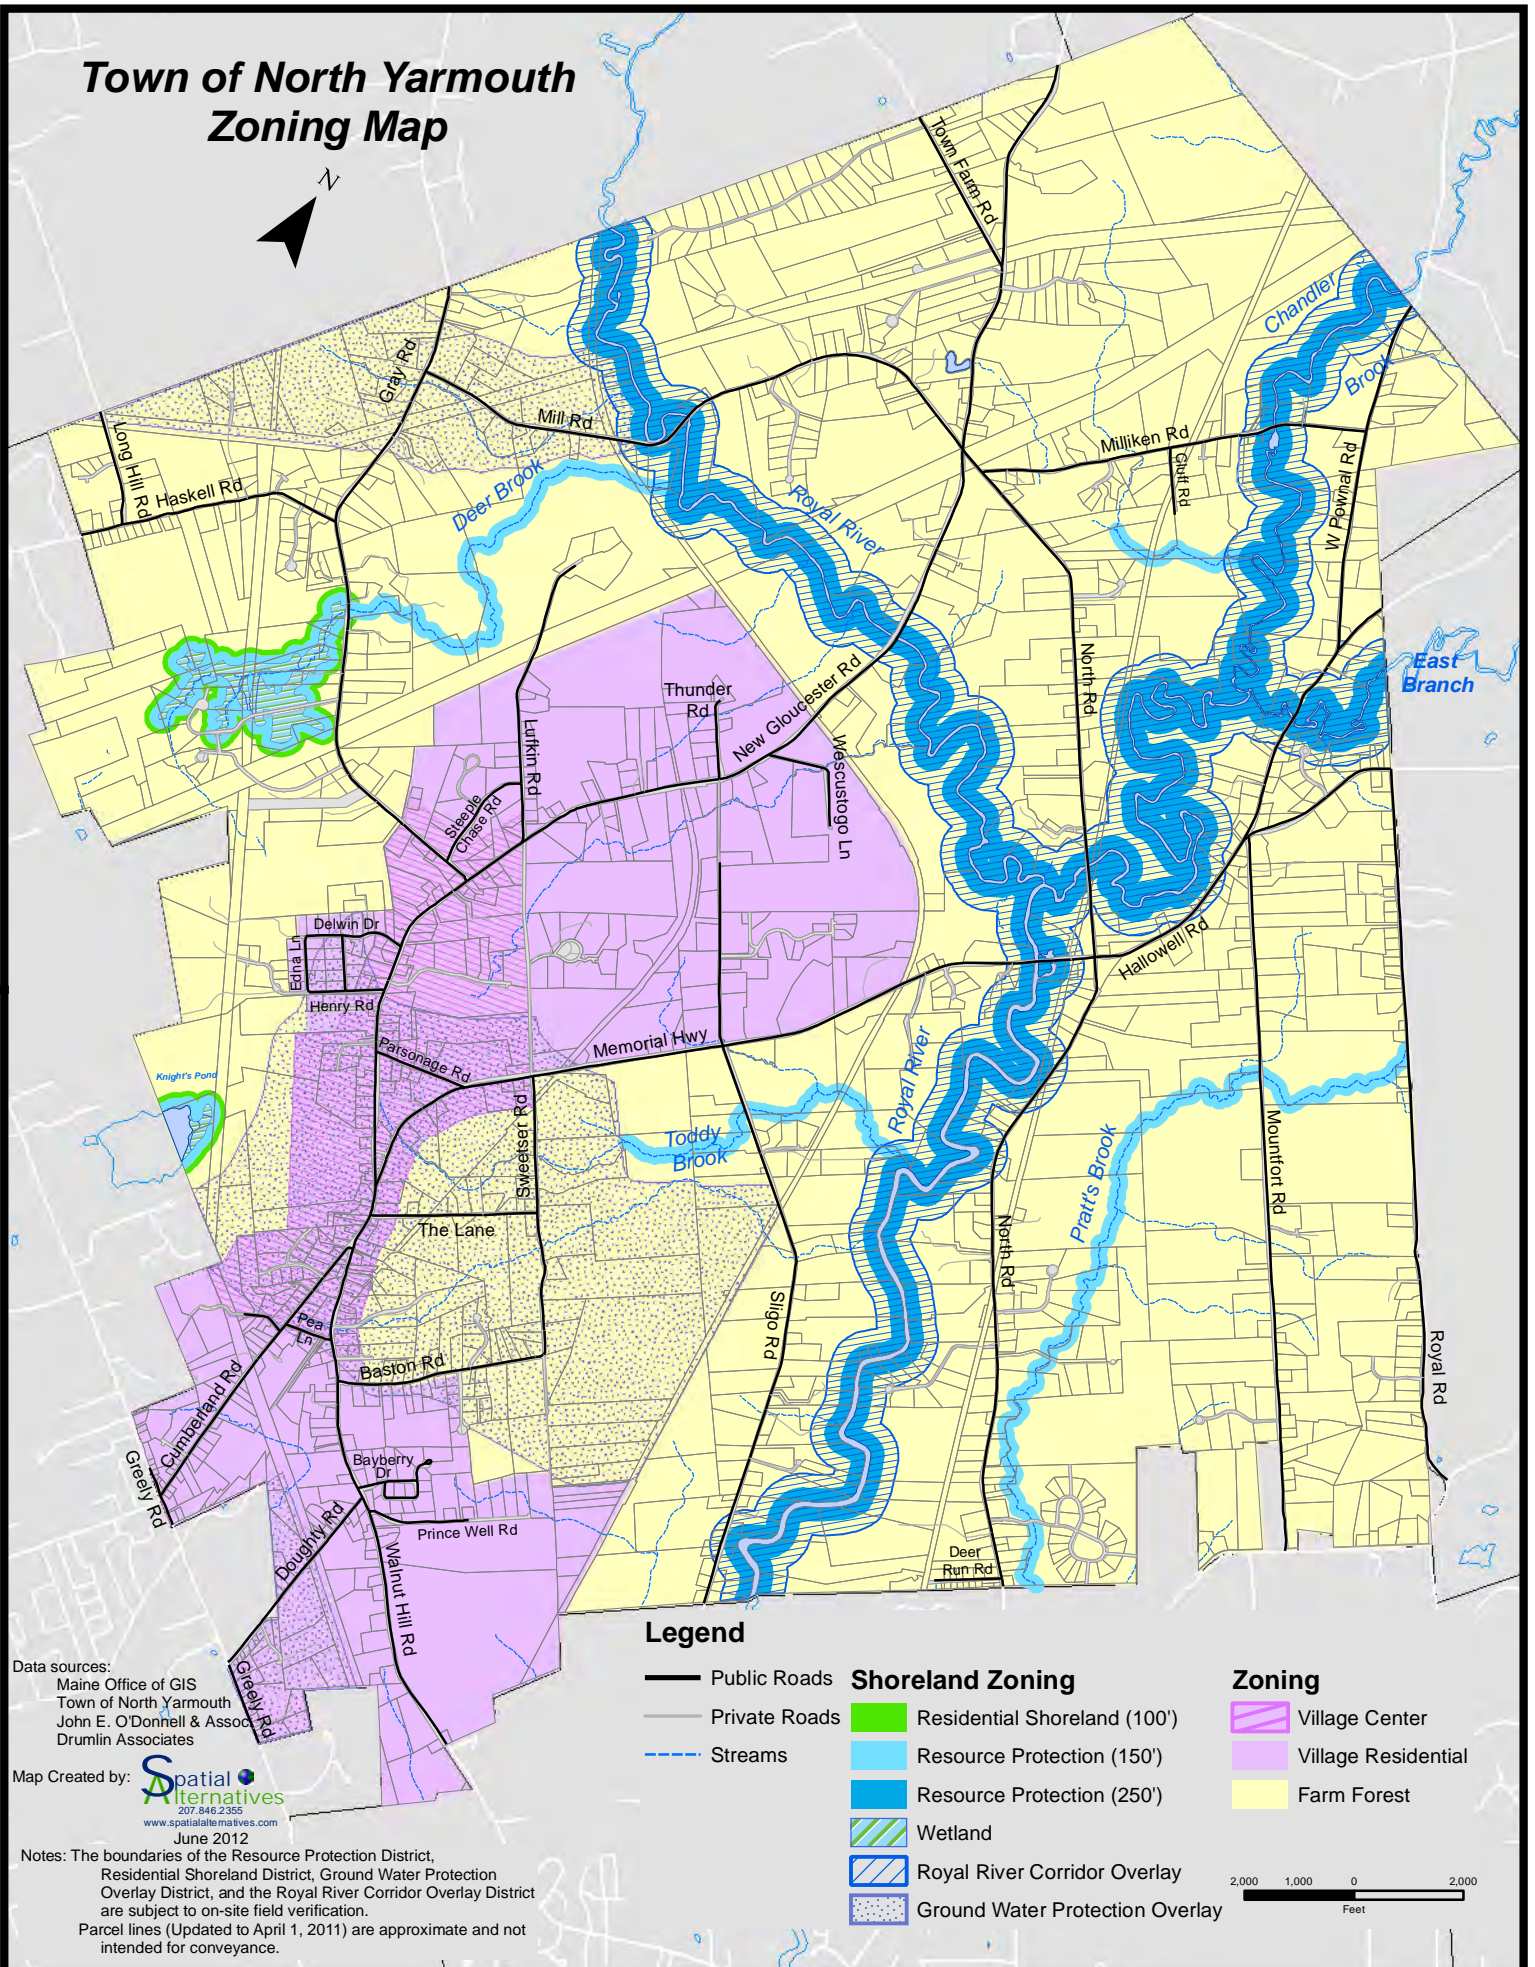 Town of North Yarmouth
Zoning Map
N
Town Farm Rd
Chandler
Brook
Gray Rd
Mill Rd
Long Hill Rd
Haskell Rd
Deer Brook
Royal River
Milliken Rd
Cluff Rd
W Pownal Rd
East
Branch
North Rd
Thunder
Rd
New Gloucester Rd
Wescustogo Ln
Lufkin Rd
Steeple
Chase Rd
Delwin Dr
Edna Ln
Henry Rd
Hallowell Rd
Memorial Hwy
Parsonage Rd
Knight's Pond
Royal River
Sweetser Rd
Toddy
Brook
Pratt's Brook
Mountfort Rd
The Lane
North Rd
Sligo Rd
Royal Rd
Pea
Ln
Baston Rd
Cumberland Rd
Greely Rd
Bayberry
Dr
Prince Well Rd
Doughty Rd
Walnut Hill Rd
Deer
Run Rd
Greely Rd
Legend
Public Roads
Private Roads
Streams
Shoreland Zoning
Residential Shoreland (100')
Resource Protection (150')
Resource Protection (250')
Wetland
Royal River Corridor Overlay
Ground Water Protection Overlay
Zoning
Village Center
Village Residential
Farm Forest
2,000 1,000 0 2,000
Feet
Data sources:
Maine Office of GIS
Town of North Yarmouth
John E. O'Donnell & Assoc.
Drumlin Associates
Map Created by:
Spatial
Alternatives
207.846.2355
www.spatialalternatives.com
June 2012
Notes: The boundaries of the Resource Protection District,
Residential Shoreland District, Ground Water Protection
Overlay District, and the Royal River Corridor Overlay District
are subject to on-site field verification.
Parcel lines (Updated to April 1, 2011) are approximate and not
intended for conveyance.